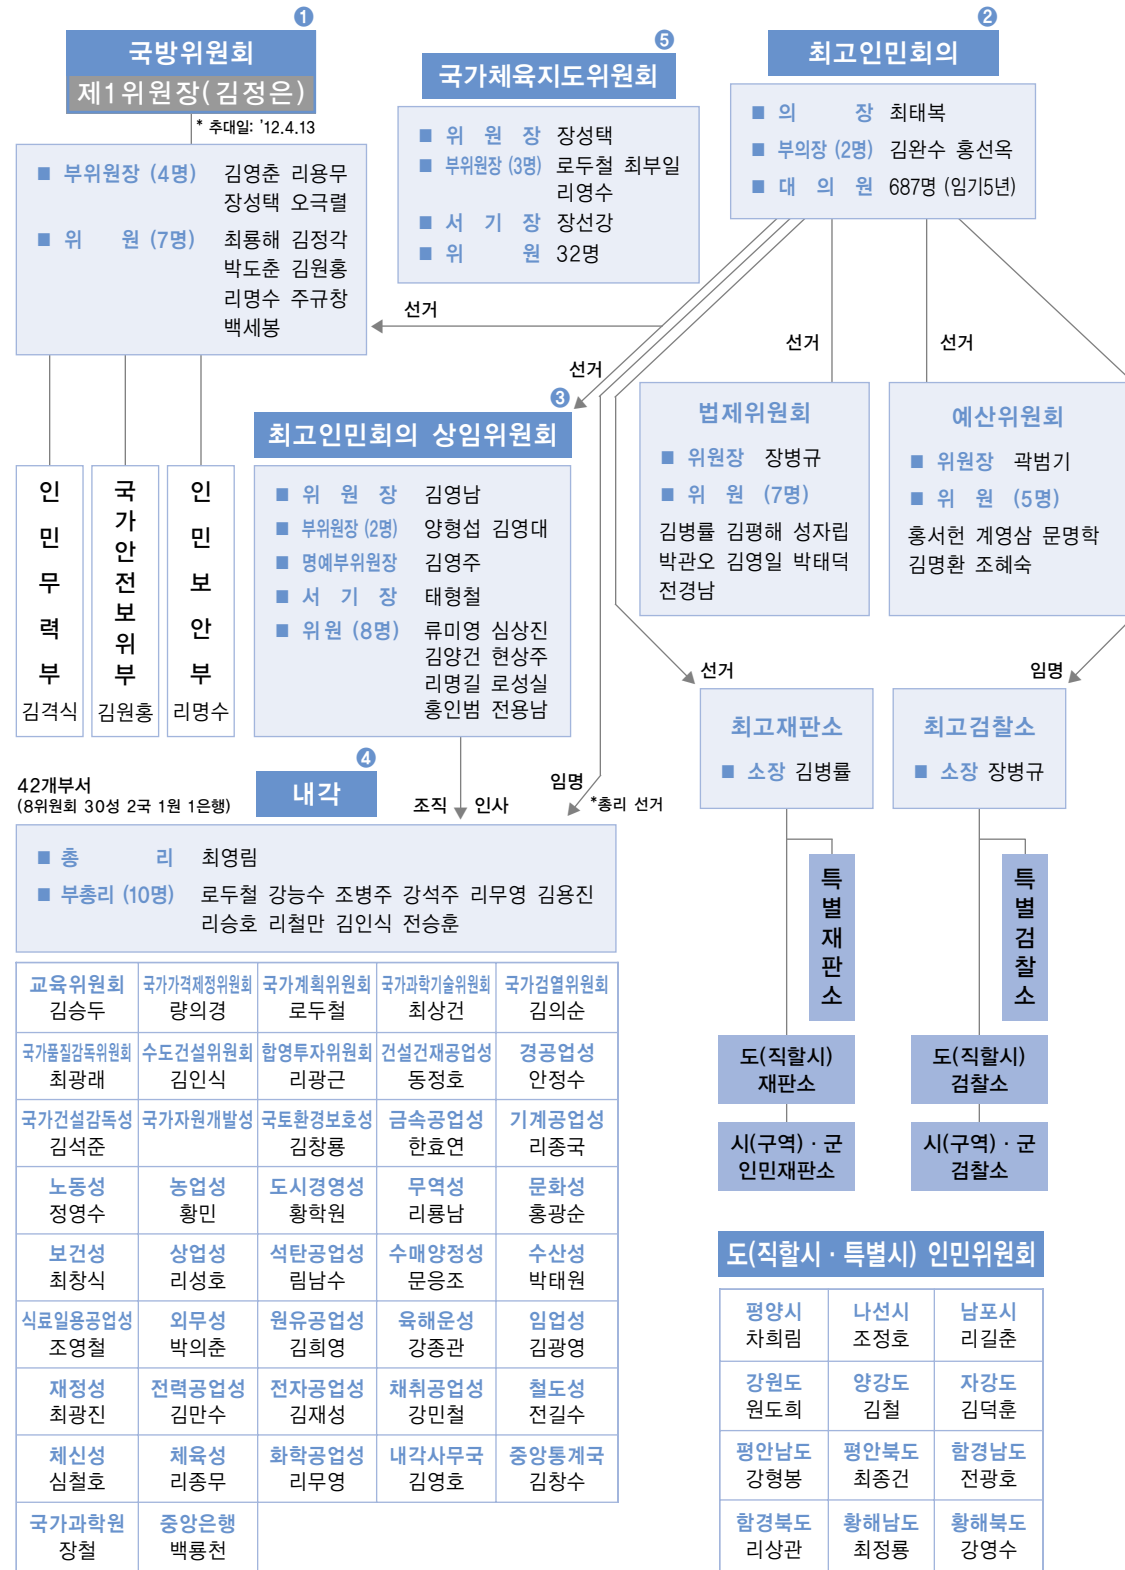 ❶
국방위원회
제1위원장(김정은)
* 추대일: '12.4.13
■ 부위원장 (4명) 김영춘 리용무
장성택 오극렬
■ 위 원 (7명) 최룡해 김정각
박도춘 김원홍
리명수 주규창
백세봉
❺
국가체육지도위원회
■ 위 원 장 장성택
■ 부위원장 (3명) 로두철 최부일
리영수
■ 서 기 장 장선강
■ 위 원 32명
❷
최고인민회의
■ 의 장 최태복
■ 부의장 (2명) 김완수 홍선옥
■ 대 의 원 687명 (임기5년)
선거
선거
선거
선거
인민무력부
김격식
국가안전보위부
김원홍
인민보안부
리명수
❸
최고인민회의 상임위원회
■ 위 원 장 김영남
■ 부위원장 (2명) 양형섭 김영대
■ 명예부위원장 김영주
■ 서 기 장 태형철
■ 위원 (8명) 류미영 심상진
김양건 현상주
리명길 로성실
홍인범 전용남
법제위원회
■ 위원장 장병규
■ 위 원 (7명)
김병률 김평해 성자립
박관오 김영일 박태덕
전경남
예산위원회
■ 위원장 곽범기
■ 위 원 (5명)
홍서헌 계영삼 문명학
김명환 조혜숙
선거
임명
최고재판소
■ 소장 김병률
최고검찰소
■ 소장 장병규
특별재판소
특별검찰소
도(직할시)
재판소
도(직할시)
검찰소
시(구역) · 군
인민재판소
시(구역) · 군
검찰소
42개부서
(8위원회 30성 2국 1원 1은행)
❹
내각
조직 인사
임명
*총리 선거
■ 총 리 최영림
■ 부총리 (10명) 로두철 강능수 조병주 강석주 리무영 김용진
리승호 리철만 김인식 전승훈
교육위원회 국가가격제정위원회 국가계획위원회 국가과학기술위원회 국가검열위원회
김승두 량의경 로두철 최상건 김의순
국가품질감독위원회 수도건설위원회 합영투자위원회 건설건재공업성 경공업성
최광래 김인식 리광근 동정호 안정수
국가건설감독성 국가자원개발성 국토환경보호성 금속공업성 기계공업성
김석준 김창룡 한효연 리종국
노동성 농업성 도시경영성 무역성 문화성
정영수 황민 황학원 리룡남 홍광순
보건성 상업성 석탄공업성 수매양정성 수산성
최창식 리성호 림남수 문응조 박태원
식료일용공업성 외무성 원유공업성 육해운성 임업성
조영철 박의춘 김희영 강종관 김광영
재정성 전력공업성 전자공업성 채취공업성 철도성
최광진 김만수 김재성 강민철 전길수
체신성 체육성 화학공업성 내각사무국 중앙통계국
심철호 리종무 리무영 김영호 김창수
국가과학원 중앙은행
장철 백룡천
도(직할시 · 특별시) 인민위원회
평양시 나선시 남포시
차희림 조정호 리길춘
강원도 양강도 자강도
원도희 김철 김덕훈
평안남도 평안북도 함경남도
강형봉 최종건 전광호
함경북도 황해남도 황해북도
리상관 최정룡 강영수